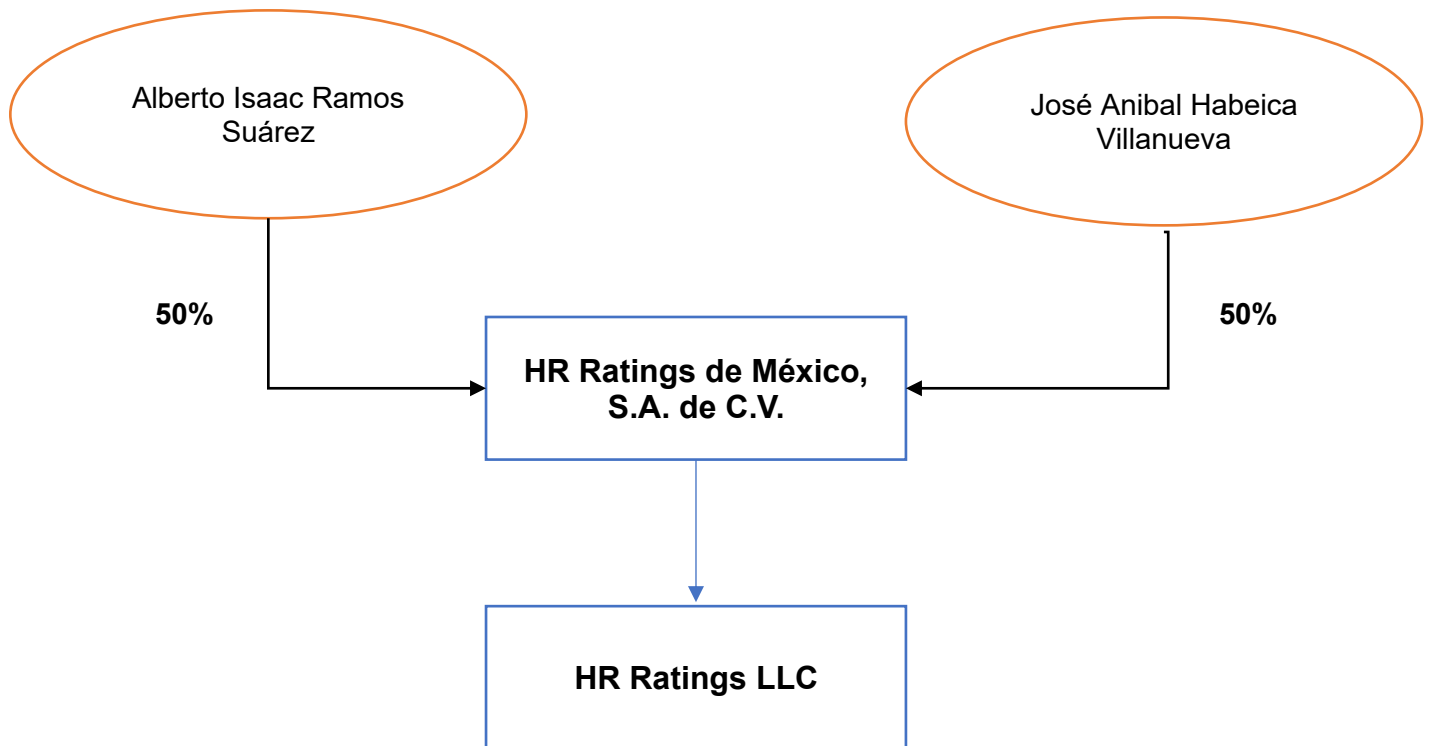 Alberto Isaac Ramos
Suárez
José Anibal Habeica
Villanueva
50%
50%
HR Ratings de México,
S.A. de C.V.
HR Ratings LLC